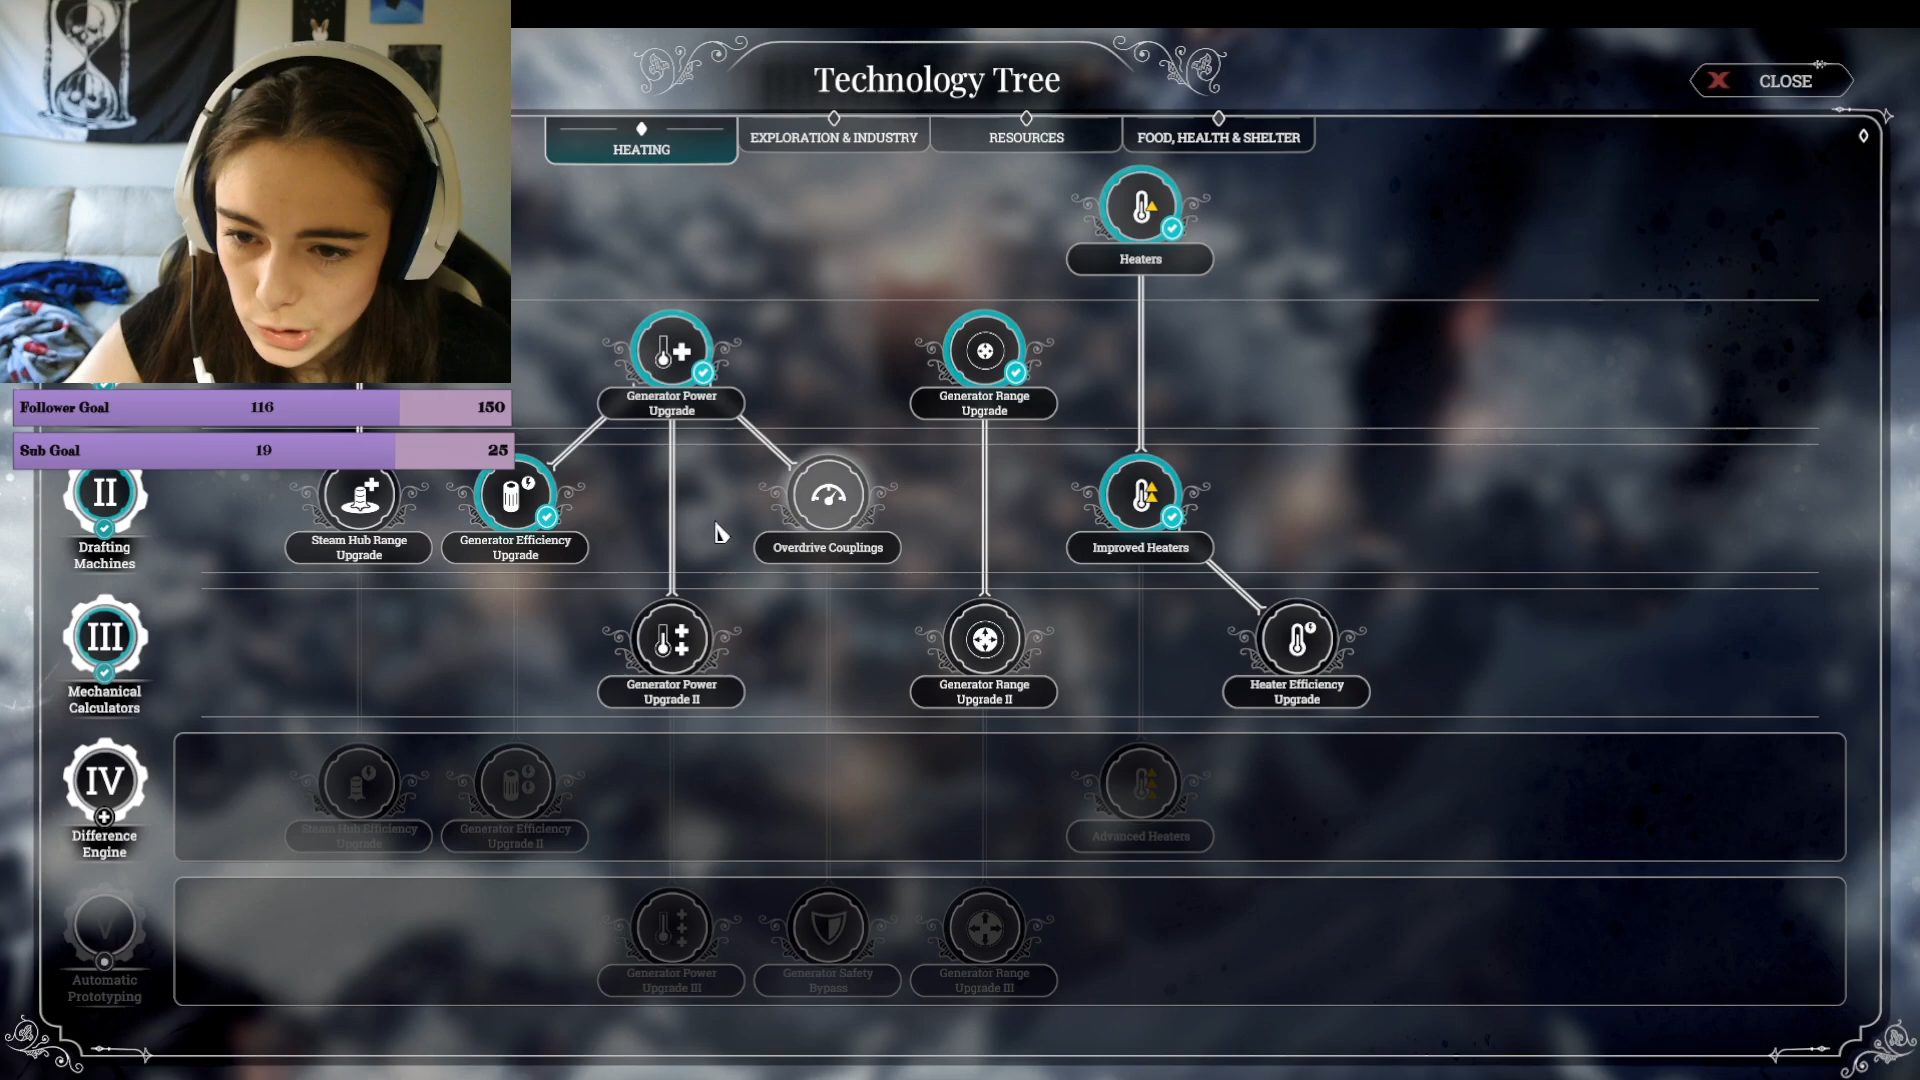 Technology Tree
CLOSE
HEATING
EXPLORATION & INDUSTRY
RESOURCES
FOOD, HEALTH & SHELTER
Heaters
Generator Power
Upgrade
Generator Range
Upgrade
Follower Goal 116 150
Sub Goal 19 25
II
Drafting
Machines
Steam Hub Range
Upgrade
Generator Efficiency
Upgrade
Overdrive Couplings
Improved Heaters
III
Mechanical
Calculators
Generator Power
Upgrade II
Generator Range
Upgrade II
Heater Efficiency
Upgrade
IV
Difference
Engine
Steam Hub Efficiency
Upgrade
Generator Efficiency
Upgrade II
Advanced Heaters
V
Automatic
Prototyping
Generator Power
Upgrade III
Generator Safety
Bypass
Generator Range
Upgrade III